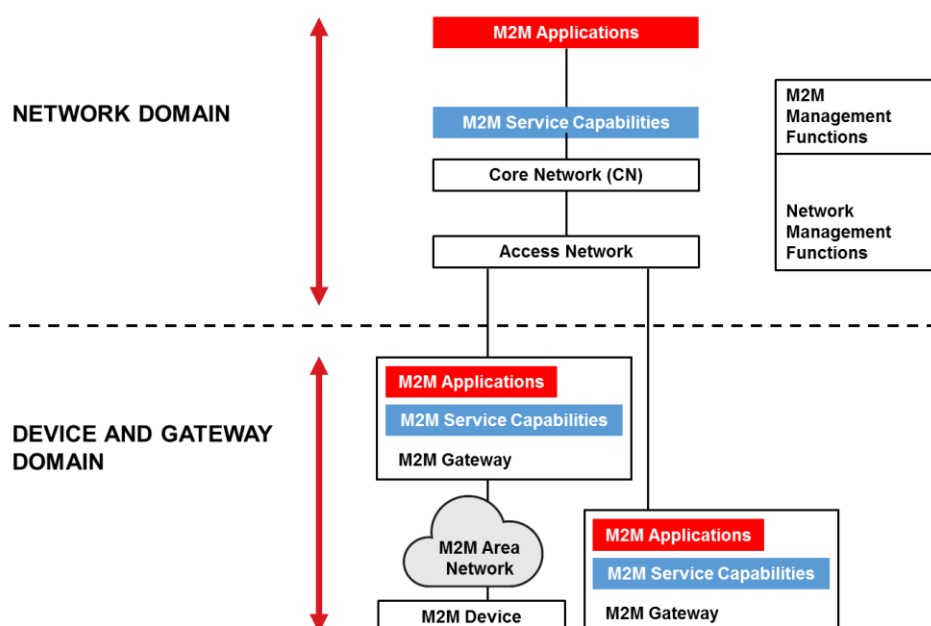 M2M Applications
NETWORK DOMAIN
M2M Service Capabilities
Core Network (CN)
Access Network
M2M
Management
Functions
Network
Management
Functions
DEVICE AND GATEWAY
DOMAIN
M2M Applications
M2M Service Capabilities
M2M Gateway
M2M Area
Network
M2M Device
M2M Applications
M2M Service Capabilities
M2M Gateway